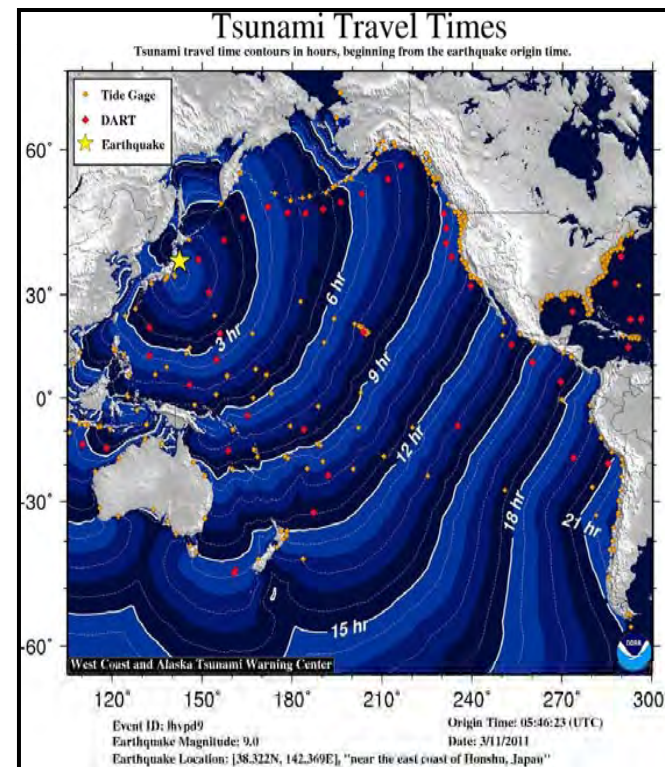 Tsunami Travel Times
Tsunami travel time contours in hours, beginning from the earthquake origin time.
Tide Gage
DART
Earthquake
60°
30°
0°
-30°
-60°
3 hr
6 hr
9 hr
12 hr
15 hr
18 hr
21 hr
NOAA
West Coast and Alaska Tsunami Warning Center
120° 150° 180° 210° 240° 270° 300°
Event ID: lhvpd9
Earthquake Magnitude: 9.0
Earthquake Location: [38.322N, 142.369E], "near the east coast of Honshu, Japan"
Origin Time: 05:46:23 (UTC)
Date: 3/11/2011